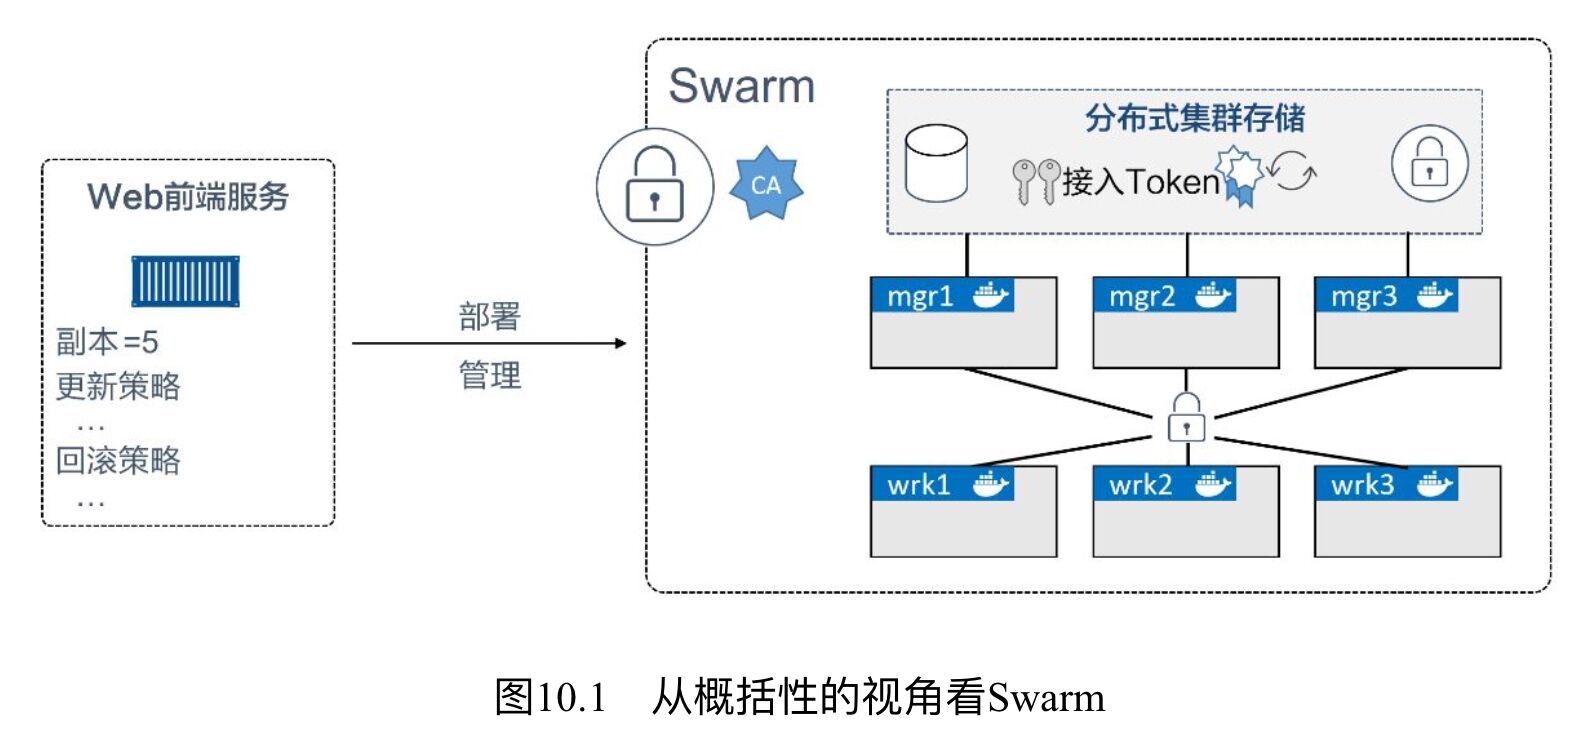 Web前端服务
副本=5
更新策略
...
回滚策略
...
部署
管理
Swarm
CA
分布式集群存储
接入Token
mgr1
mgr2
mgr3
wrk1
wrk2
wrk3
图10.1 从概括性的视角看Swarm